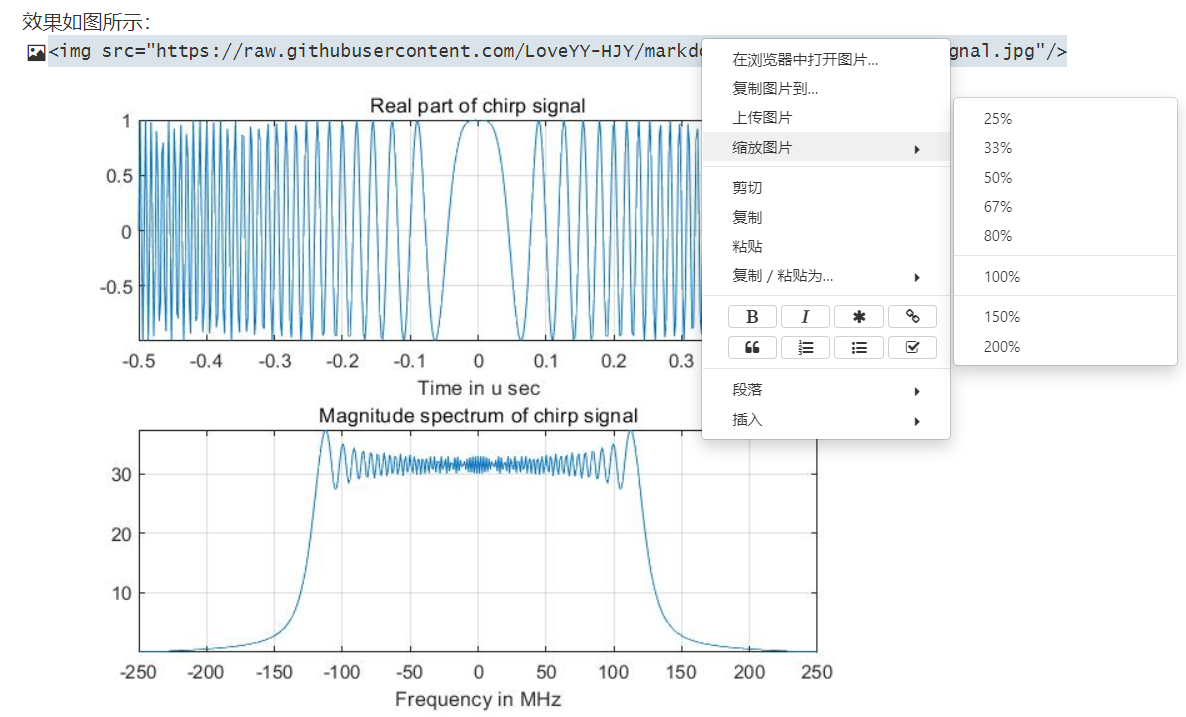 效果如图所示：
<img src="https://raw.githubusercontent.com/LoveYY-HJY/markdo gnal.jpg"/>
在浏览器中打开图片...
复制图片到...
上传图片
缩放图片
剪切
复制
粘贴
复制 / 粘贴为...
B I
段落
插入
25%
33%
50%
67%
80%
100%
150%
200%
Real part of chirp signal
1
0.5
0
-0.5
-0.5 -0.4 -0.3 -0.2 -0.1 0 0.1 0.2 0.3
Time in u sec
Magnitude spectrum of chirp signal
30
20
10
-250 -200 -150 -100 -50 0 50 100 150 200 250
Frequency in MHz